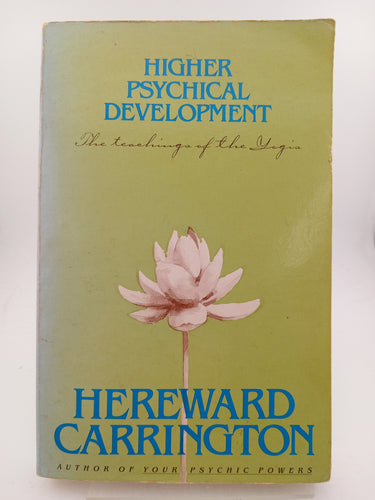 HIGHER
PSYCHICAL
DEVELOPMENT
The teachings of the Yogis
HEREWARD
CARRINGTON
AUTHOR OF YOUR PSYCHIC POWERS